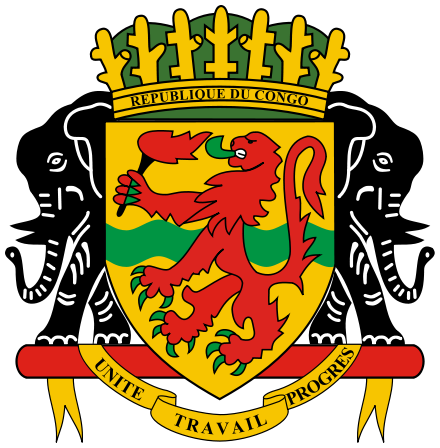 REPUBLIQUE DU CONGO
UNITE TRAVAIL PROGRES